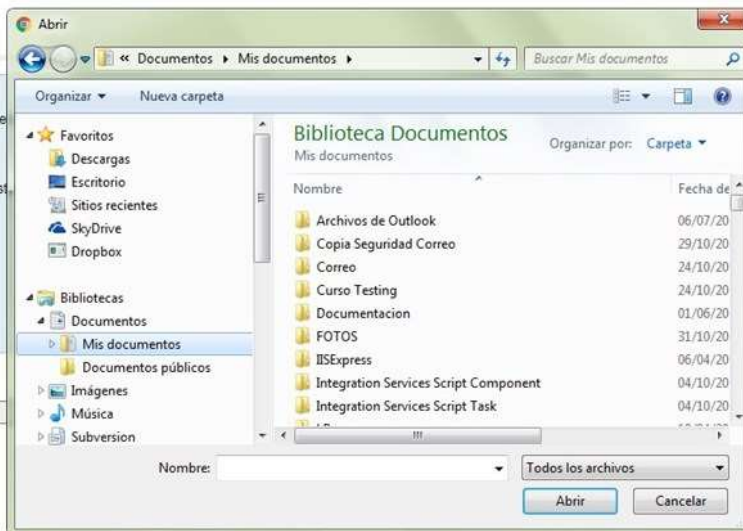 Abrir
« Documentos ▸ Mis documentos ▸
Buscar Mis documentos
Organizar
Nueva carpeta
Favoritos
Descargas
Escritorio
Sitios recientes
SkyDrive
Dropbox
Bibliotecas
Documentos
Mis documentos
Documentos públicos
Imágenes
Música
Subversion
Biblioteca Documentos
Mis documentos
Organizar por: Carpeta
Nombre Fecha de
Archivos de Outlook 06/07/20
Copia Seguridad Correo 29/10/20
Correo 24/10/20
Curso Testing 24/10/20
Documentacion 01/06/20
FOTOS 31/10/20
IISExpress 06/04/20
Integration Services Script Component 04/10/20
Integration Services Script Task 04/10/20
Nombre:
Todos los archivos
Abrir
Cancelar